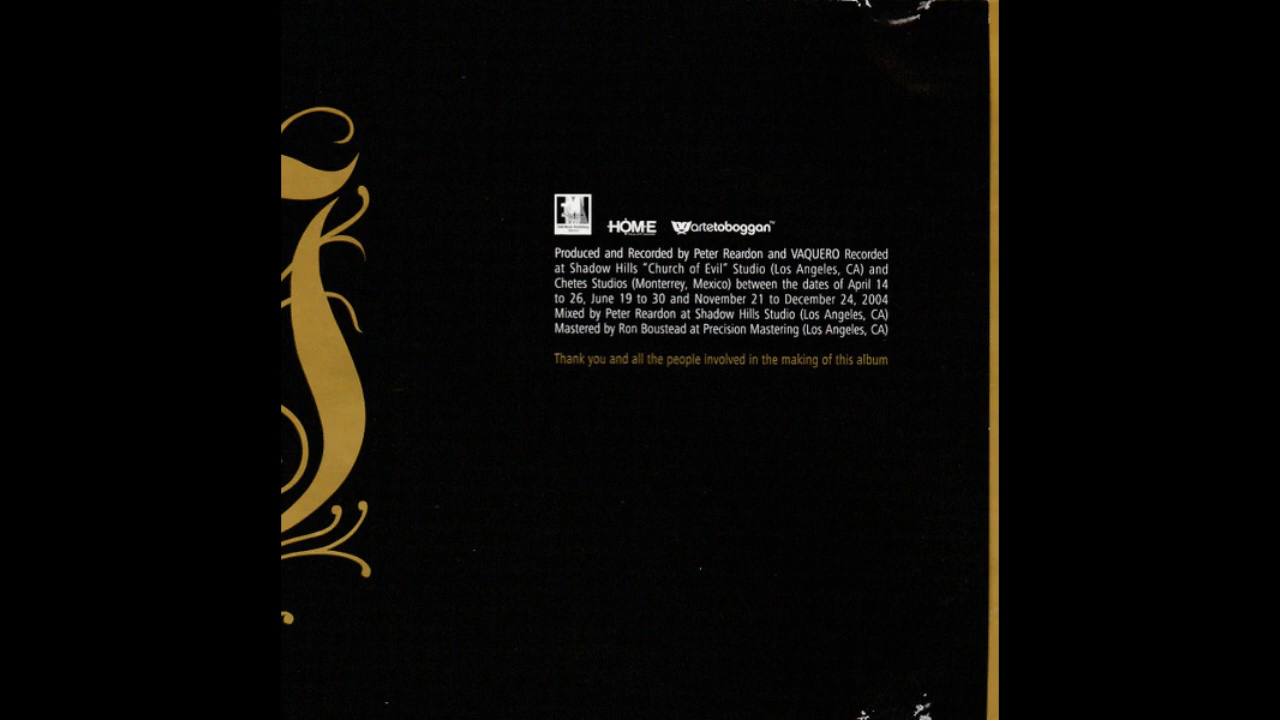 HOME
artetoboggan™
Produced and Recorded by Peter Reardon and VAQUERO Recorded
at Shadow Hills "Church of Evil" Studio (Los Angeles, CA) and
Chetes Studios (Monterrey, Mexico) between the dates of April 14
to 26, June 19 to 30 and November 21 to December 24, 2004
Mixed by Peter Reardon at Shadow Hills Studio (Los Angeles, CA)
Mastered by Ron Boustead at Precision Mastering (Los Angeles, CA)
Thank you and all the people involved in the making of this album